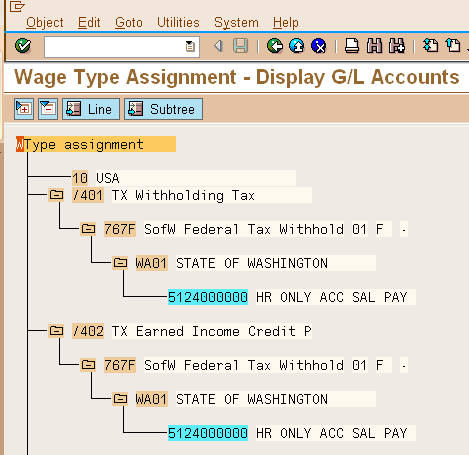 Object Edit Goto Utilities System Help
Wage Type Assignment - Display G/L Accounts
Line Subtree
WType assignment
10 USA
/401 TX Withholding Tax
767F SofW Federal Tax Withhold 01 F -
WA01 STATE OF WASHINGTON
5124000000 HR ONLY ACC SAL PAY
/402 TX Earned Income Credit P
767F SofW Federal Tax Withhold 01 F -
WA01 STATE OF WASHINGTON
5124000000 HR ONLY ACC SAL PAY